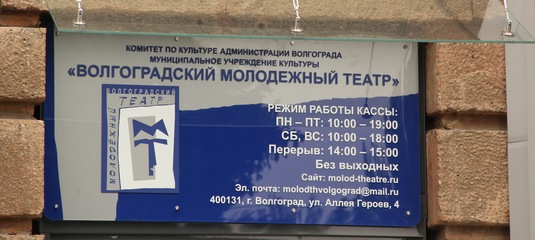 КОМИТЕТ ПО КУЛЬТУРЕ АДМИНИСТРАЦИИ ВОЛГОГРАДА
МУНИЦИПАЛЬНОЕ УЧРЕЖДЕНИЕ КУЛЬТУРЫ
«ВОЛГОГРАДСКИЙ МОЛОДЕЖНЫЙ ТЕАТР»
ВОЛГОГРАДСКИЙ
ТЕАТР
МОЛОДЕЖНЫЙ
МТ
РЕЖИМ РАБОТЫ КАССЫ:
ПН – ПТ: 10:00 – 19:00
СБ, ВС: 10:00 – 18:00
Перерыв: 14:00 – 15:00
Без выходных
Сайт: molod-theatre.ru
Эл. почта: molodthvolgograd@mail.ru
400131, г. Волгоград, ул. Аллея Героев, 4